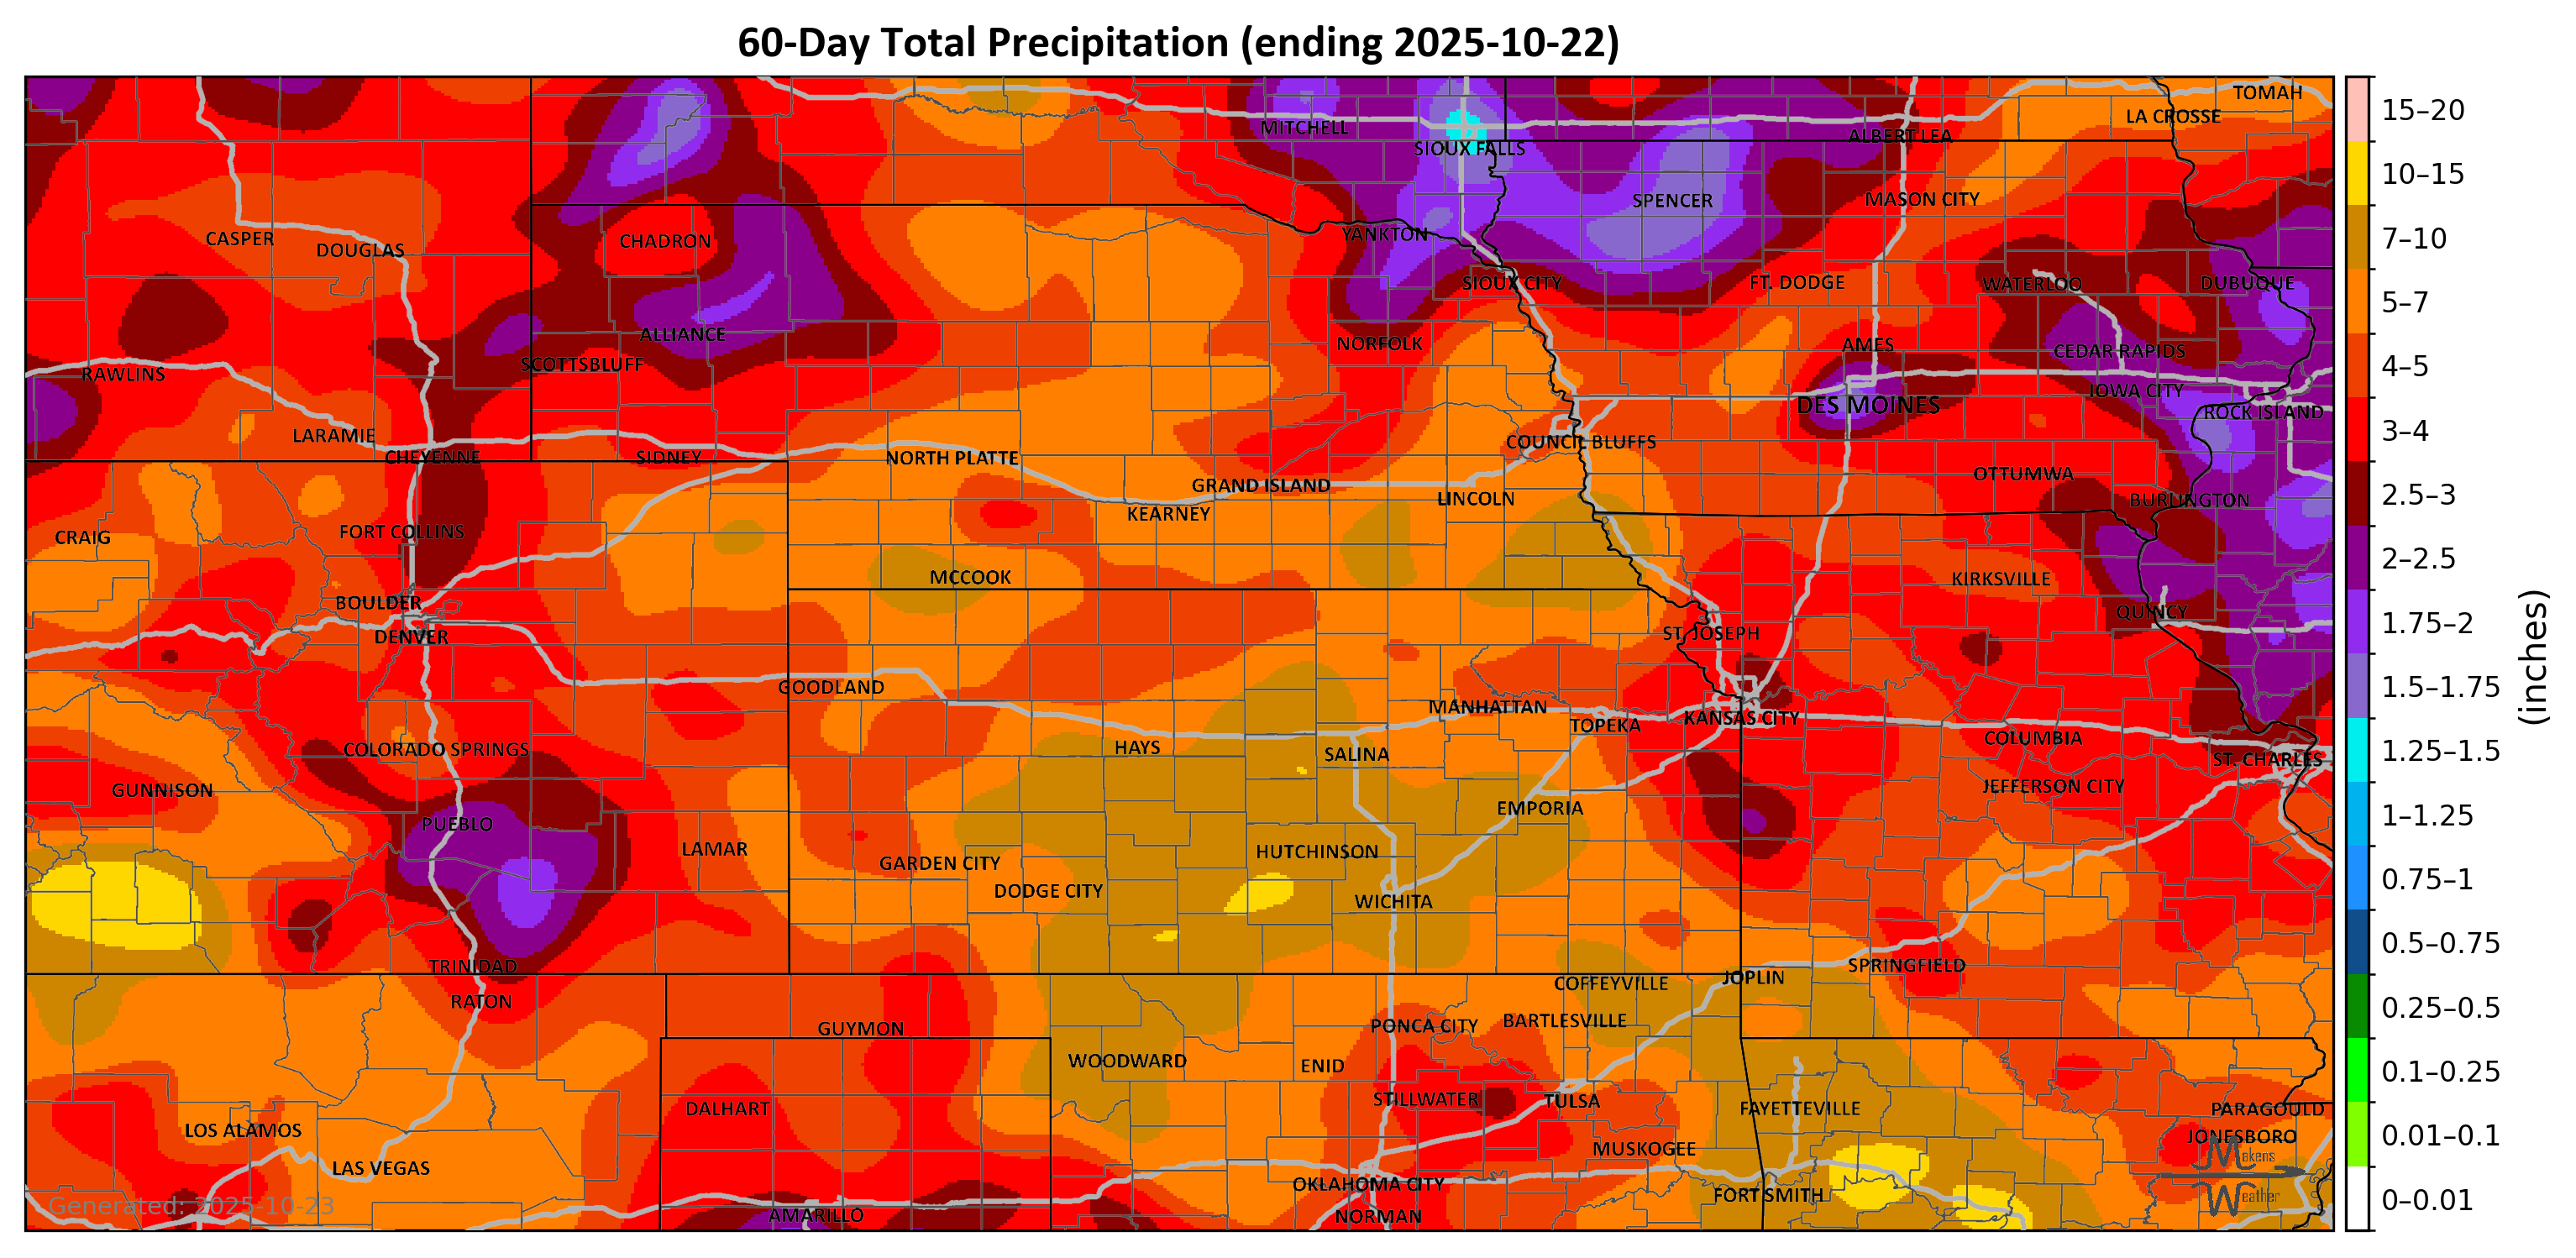 60-Day Total Precipitation (ending 2025-10-22)
TOMAH
LA CROSSE
MITCHELL
ALBERT LEA
SIOUX FALLS
SPENCER
MASON CITY
YANKTON
CASPER
CHADRON
DOUGLAS
SIOUX CITY
FT. DODGE
WATERLOO
DUBUQUE
ALLIANCE
NORFOLK
AMES
CEDAR RAPIDS
SCOTTSBLUFF
RAWLINS
IOWA CITY
DES MOINES
ROCK ISLAND
LARAMIE
COUNCIL BLUFFS
CHEYENNE
SIDNEY
NORTH PLATTE
OTTUMWA
GRAND ISLAND
LINCOLN
BURLINGTON
KEARNEY
CRAIG
FORT COLLINS
MCCOOK
KIRKSVILLE
BOULDER
QUINCY
DENVER
ST. JOSEPH
GOODLAND
MANHATTAN
KANSAS CITY
TOPEKA
COLUMBIA
COLORADO SPRINGS
HAYS
SALINA
ST. CHARLES
GUNNISON
JEFFERSON CITY
EMPORIA
PUEBLO
LAMAR
HUTCHINSON
GARDEN CITY
DODGE CITY
WICHITA
TRINIDAD
SPRINGFIELD
JOPLIN
COFFEYVILLE
RATON
GUYMON
PONCA CITY
BARTLESVILLE
WOODWARD
ENID
STILLWATER
TULSA
DALHART
FAYETTEVILLE
PARAGOULD
LOS ALAMOS
JONESBORO
MUSKOGEE
LAS VEGAS
OKLAHOMA CITY
FORT SMITH
AMARILLO
NORMAN
Generated: 2025-10-23
Makens
Weather
15–20
10–15
7–10
5–7
4–5
3–4
2.5–3
2–2.5
1.75–2
1.5–1.75
1.25–1.5
1–1.25
0.75–1
0.5–0.75
0.25–0.5
0.1–0.25
0.01–0.1
0–0.01
(inches)